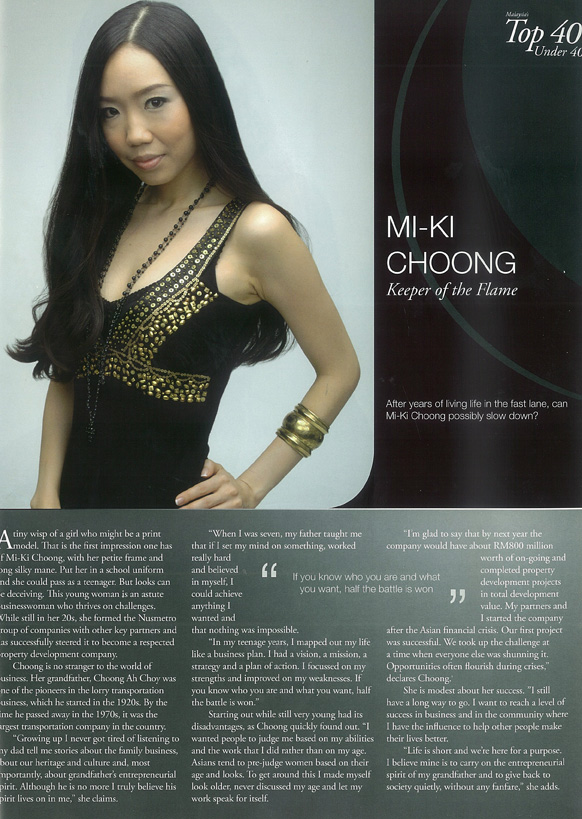 Malaysia's
Top 40
Under 40
MI-KI
CHOONG
Keeper of the Flame
After years of living life in the fast lane, can
Mi-Ki Choong possibly slow down?
A tiny wisp of a girl who might be a print
model. That is the first impression one has
f Mi-Ki Choong, with her petite frame and
ong silky mane. Put her in a school uniform
nd she could pass as a teenager. But looks can
e deceiving. This young woman is an astute
usinesswoman who thrives on challenges.
While still in her 20s, she formed the Nusmetro
roup of companies with other key partners and
as successfully steered it to become a respected
roperty development company.
Choong is no stranger to the world of
usiness. Her grandfather, Choong Ah Choy was
ne of the pioneers in the lorry transportation
usiness, which he started in the 1920s. By the
ime he passed away in the 1970s, it was the
argest transportation company in the country.
"Growing up I never got tired of listening to
y dad tell me stories about the family business,
bout our heritage and culture and, most
mportantly, about grandfather's entrepreneurial
pirit. Although he is no more I truly believe his
pirit lives on in me," she claims.
"When I was seven, my father taught me
that if I set my mind on something, worked
really hard
and believed
in myself, I
could achieve
anything I
wanted and
that nothing was impossible.
"In my teenage years, I mapped out my life
like a business plan. I had a vision, a mission, a
strategy and a plan of action. I focussed on my
strengths and improved on my weaknesses. If
you know who you are and what you want, half
the battle is won."
Starting out while still very young had its
disadvantages, as Choong quickly found out. "I
wanted people to judge me based on my abilities
and the work that I did rather than on my age.
Asians tend to pre-judge women based on their
age and looks. To get around this I made myself
look older, never discussed my age and let my
work speak for itself.
“ If you know who you are and what
you want, half the battle is won ”
"I'm glad to say that by next year the
company would have about RM800 million
worth of on-going and
completed property
development projects
in total development
value. My partners and
I started the company
after the Asian financial crisis. Our first project
was successful. We took up the challenge at
a time when everyone else was shunning it.
Opportunities often flourish during crises,"
declares Choong.
She is modest about her success. "I still
have a long way to go. I want to reach a level of
success in business and in the community where
I have the influence to help other people make
their lives better.
"Life is short and we're here for a purpose.
I believe mine is to carry on the entrepreneurial
spirit of my grandfather and to give back to
society quietly, without any fanfare," she adds.